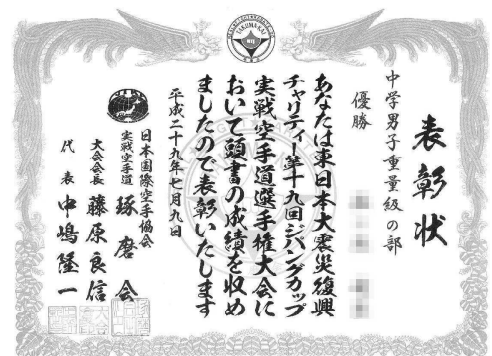 表彰状
中学男子重量級の部
優勝
あなたは東日本大震災復興
チャリティ 第十九回ジパングカップ
実戦空手道選手権大会に
おいて頭書の成績を収め
ましたので表彰いたします
平成二十九年七月九日
日本国際空手協会
実戦空手道 琢磨会
大会会長 藤原良信
代表 中嶋隆一